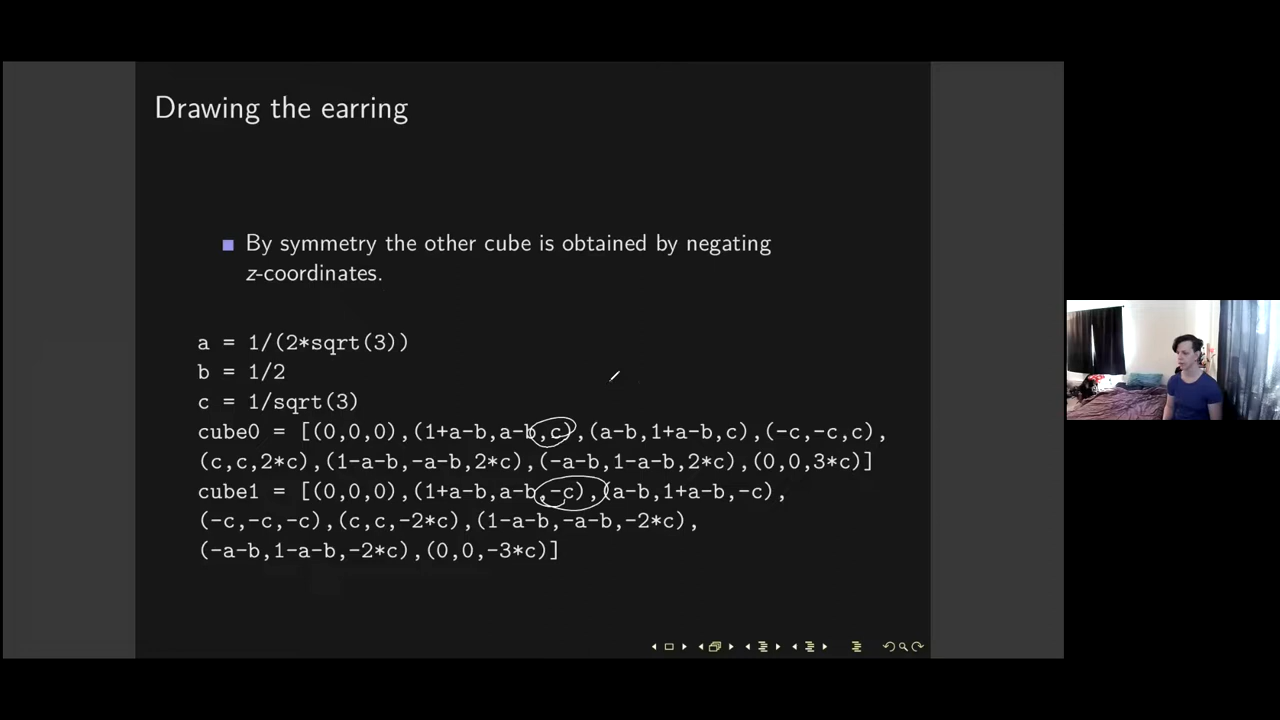 Drawing the earring
By symmetry the other cube is obtained by negating
z-coordinates.
a = 1/(2*sqrt(3))
b = 1/2
c = 1/sqrt(3)
cube0 = [(0,0,0),(1+a-b,a-b,c),(a-b,1+a-b,c),(-c,-c,c),
(c,c,2*c),(1-a-b,-a-b,2*c),(-a-b,1-a-b,2*c),(0,0,3*c)]
cube1 = [(0,0,0),(1+a-b,a-b,-c),(a-b,1+a-b,-c),
(-c,-c,-c),(c,c,-2*c),(1-a-b,-a-b,-2*c),
(-a-b,1-a-b,-2*c),(0,0,-3*c)]